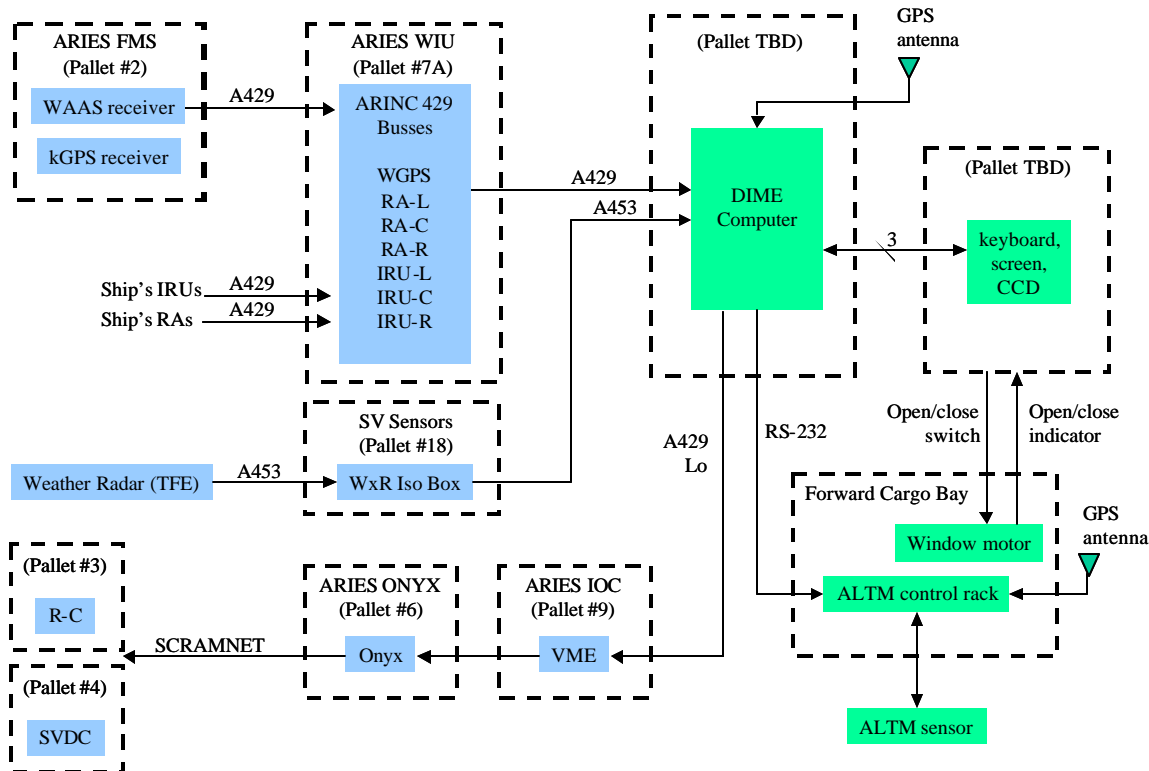 ARIES FMS
(Pallet #2)
WAAS receiver
kGPS receiver
A429
ARIES WIU
(Pallet #7A)
ARINC 429
Busses
WGPS
RA-L
RA-C
RA-R
IRU-L
IRU-C
IRU-R
Ship's IRUs
A429
Ship's RAs
A429
A429
A453
(Pallet TBD)
DIME
Computer
GPS
antenna
3
(Pallet TBD)
keyboard,
screen,
CCD
SV Sensors
(Pallet #18)
Weather Radar (TFE)
A453
WxR Iso Box
A429
Lo
RS-232
Open/close
switch
Open/close
indicator
Forward Cargo Bay
Window motor
ALTM control rack
GPS
antenna
ALTM sensor
(Pallet #3)
R-C
(Pallet #4)
SVDC
SCRAMNET
ARIES ONYX
(Pallet #6)
Onyx
ARIES IOC
(Pallet #9)
VME